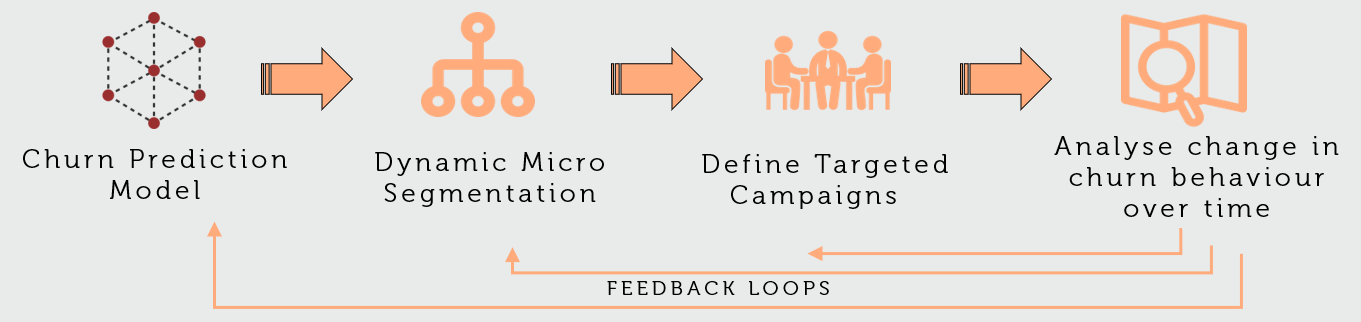 Churn Prediction
Model
Dynamic Micro
Segmentation
Define Targeted
Campaigns
Analyse change in
churn behaviour
over time
FEEDBACK LOOPS